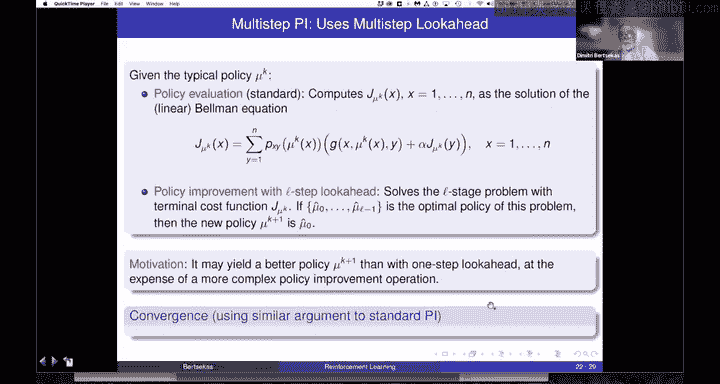 QuickTime Player File Edit View Window Help
Multistep PI: Uses Multistep Lookahead
Dimitri Bertsekas
Given the typical policy μ^k:
Policy evaluation (standard): Computes J_{μ^k}(x), x = 1, . . . , n, as the solution of the
(linear) Bellman equation
J_{μ^k}(x) = ∑_{y=1}^{n} p_{xy}(μ^k(x)) (g(x, μ^k(x), y) + αJ_{μ^k}(y)), x = 1, . . . , n
Policy improvement with ℓ-step lookahead: Solves the ℓ-stage problem with
terminal cost function J_{μ^k}. If {μ̂_0, . . . , μ̂_{ℓ−1}} is the optimal policy of this problem,
then the new policy μ^{k+1} is μ̂_0.
Motivation: It may yield a better policy μ^{k+1} than with one-step lookahead, at the
expense of a more complex policy improvement operation.
Convergence (using similar argument to standard PI)
Bertsekas Reinforcement Learning 22 / 29